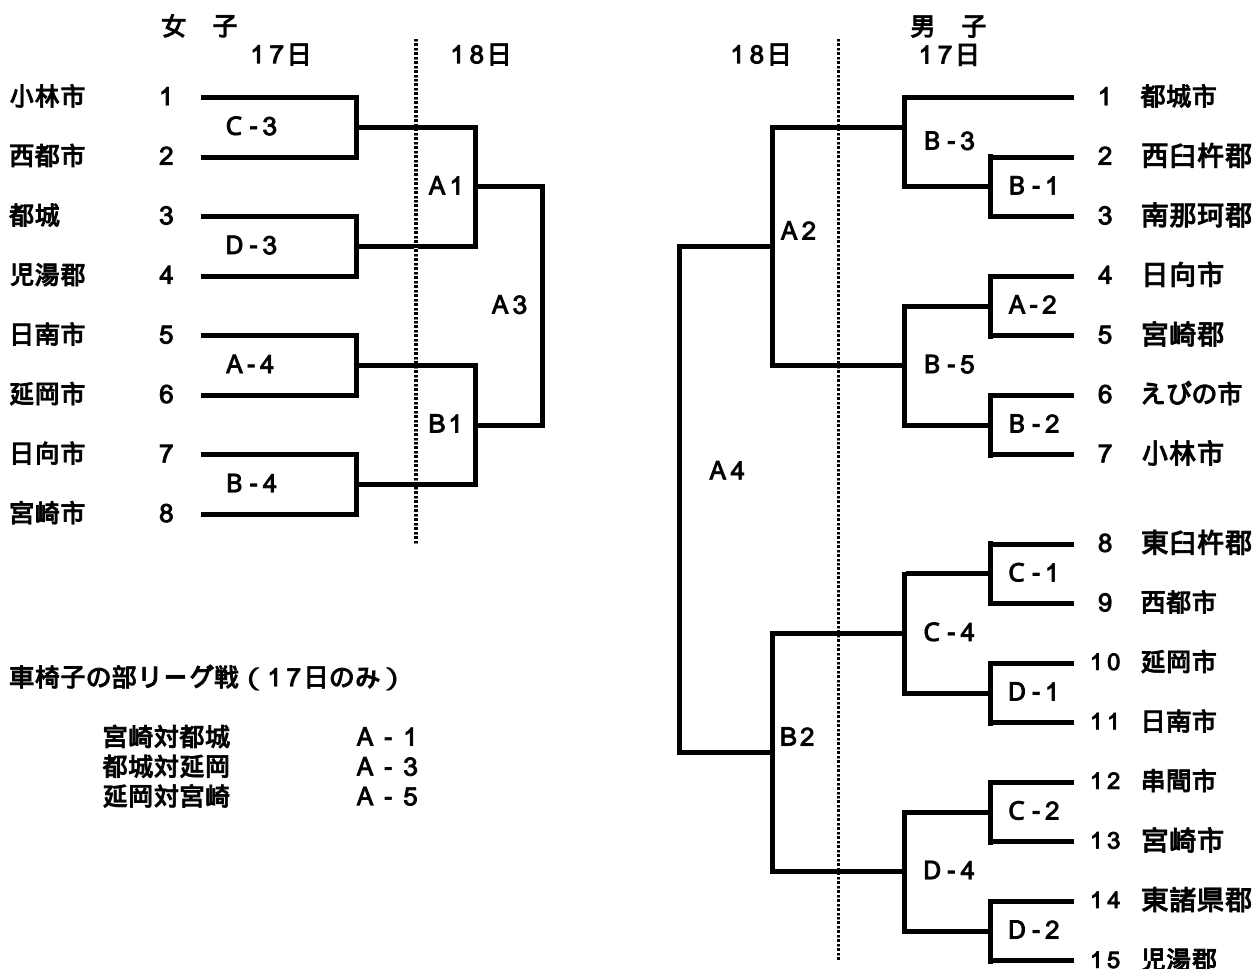 女　子
17日　18日
小林市　1
C-3
西都市　2
A1
都城　3
D-3
児湯郡　4
A3
日南市　5
A-4
延岡市　6
B1
日向市　7
B-4
宮崎市　8
車椅子の部リーグ戦（17日のみ）
宮崎対都城　A-1
都城対延岡　A-3
延岡対宮崎　A-5
男　子
18日　17日
1　都城市
B-3
2　西臼杵郡
B-1
3　南那珂郡
A2
4　日向市
A-2
5　宮崎郡
B-5
6　えびの市
B-2
7　小林市
A4
8　東臼杵郡
C-1
9　西都市
C-4
10　延岡市
D-1
11　日南市
B2
12　串間市
C-2
13　宮崎市
D-4
14　東諸県郡
D-2
15　児湯郡